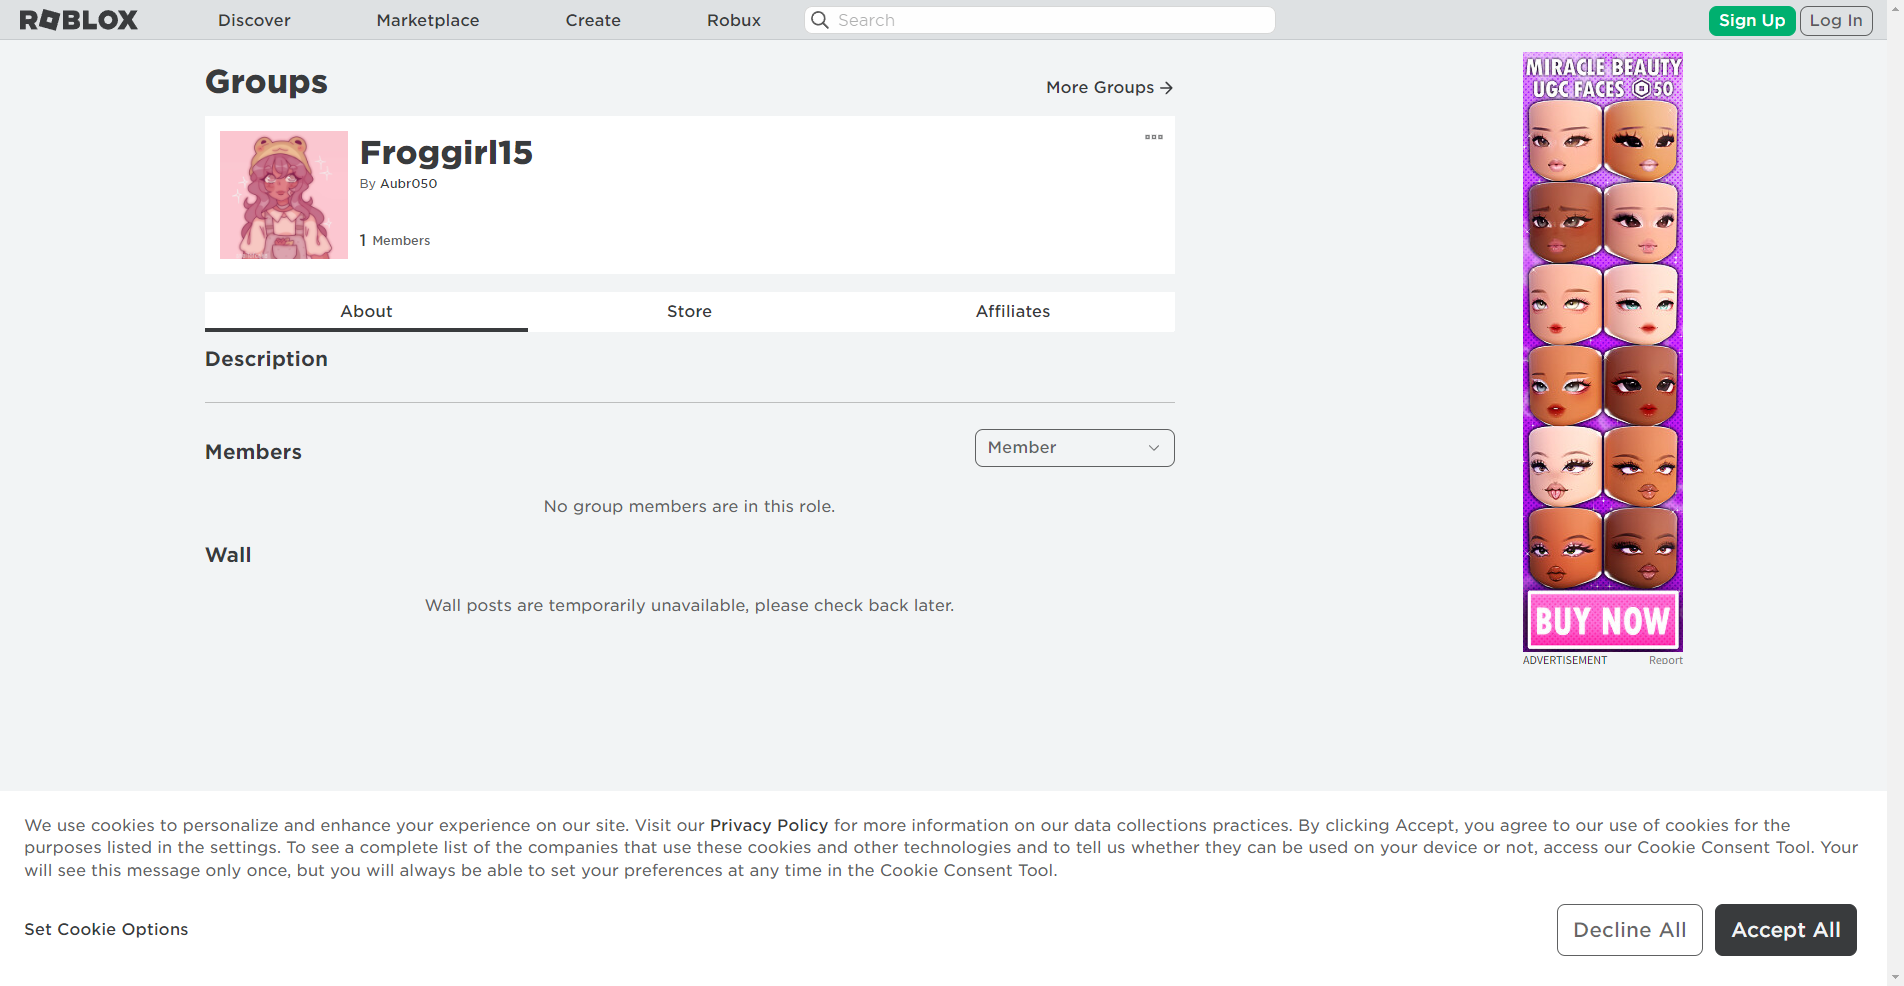 ROBLOX
Discover
Marketplace
Create
Robux
Search
Sign Up
Log In
Groups
More Groups →
Froggirl15
By Aubr050
1 Members
About
Store
Affiliates
Description
Members
Member
No group members are in this role.
Wall
Wall posts are temporarily unavailable, please check back later.
MIRACLE BEAUTY
UGC FACES 50
BUY NOW
ADVERTISEMENT
Report
We use cookies to personalize and enhance your experience on our site. Visit our Privacy Policy for more information on our data collections practices. By clicking Accept, you agree to our use of cookies for the
purposes listed in the settings. To see a complete list of the companies that use these cookies and other technologies and to tell us whether they can be used on your device or not, access our Cookie Consent Tool. Your
will see this message only once, but you will always be able to set your preferences at any time in the Cookie Consent Tool.
Set Cookie Options
Decline All
Accept All